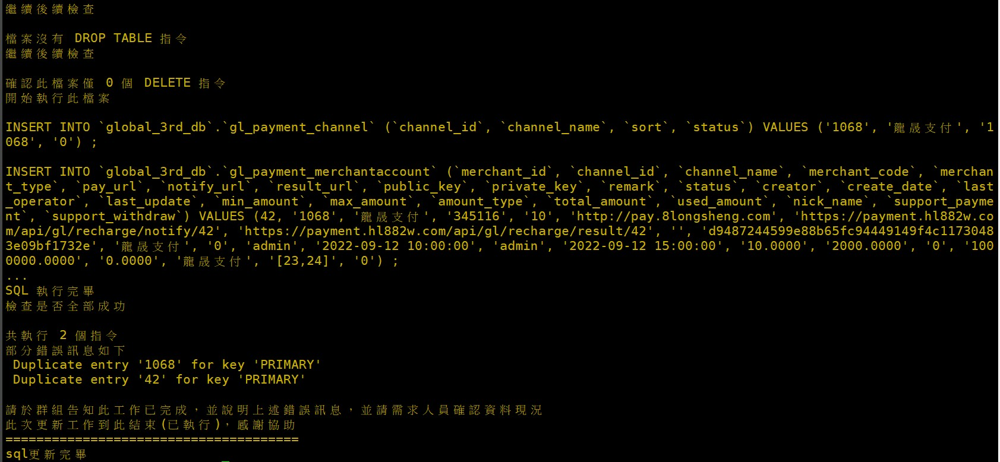 繼續後續檢查
檔案沒有 DROP TABLE 指令
繼續後續檢查
確認此檔案僅 0 個 DELETE 指令
開始執行此檔案
INSERT INTO `global_3rd_db`.`gl_payment_channel` (`channel_id`, `channel_name`, `sort`, `status`) VALUES ('1068', '龍晟支付', '1
068', '0') ;
INSERT INTO `global_3rd_db`.`gl_payment_merchantaccount` (`merchant_id`, `channel_id`, `channel_name`, `merchant_code`, `merchan
t_type`, `pay_url`, `notify_url`, `result_url`, `public_key`, `private_key`, `remark`, `status`, `creator`, `create_date`, `last
_operator`, `last_update`, `min_amount`, `max_amount`, `amount_type`, `total_amount`, `used_amount`, `nick_name`, `support_payme
nt`, `support_withdraw`) VALUES (42, '1068', '龍晟支付', '345116', '10', 'http://pay.8longsheng.com', 'https://payment.hl882w.co
m/api/gl/recharge/notify/42', 'https://payment.hl882w.com/api/gl/recharge/result/42', '', 'd9487244599e88b65fc94449149f4c1173048
3e09bf1732e', '龍晟支付', '0', 'admin', '2022-09-12 10:00:00', 'admin', '2022-09-12 15:00:00', '10.0000', '2000.0000', '0', '100
0000.0000', '0.0000', '龍晟支付', '[23,24]', '0') ;
...
SQL 執行完畢
檢查是否全部成功
共執行 2 個指令
部分錯誤訊息如下
Duplicate entry '1068' for key 'PRIMARY'
Duplicate entry '42' for key 'PRIMARY'
請於群組告知此工作已完成，並說明上述錯誤訊息，並請需求人員確認資料現況
此次更新工作到此結束(已執行)，感謝協助
======================================
sql更新完畢